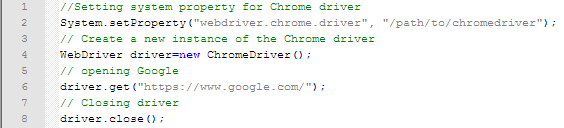 1 //Setting system property for Chrome driver
2 System.setProperty("webdriver.chrome.driver", "/path/to/chromedriver");
3 // Create a new instance of the Chrome driver
4 WebDriver driver=new ChromeDriver();
5 // opening Google
6 driver.get("https://www.google.com/");
7 // Closing driver
8 driver.close();